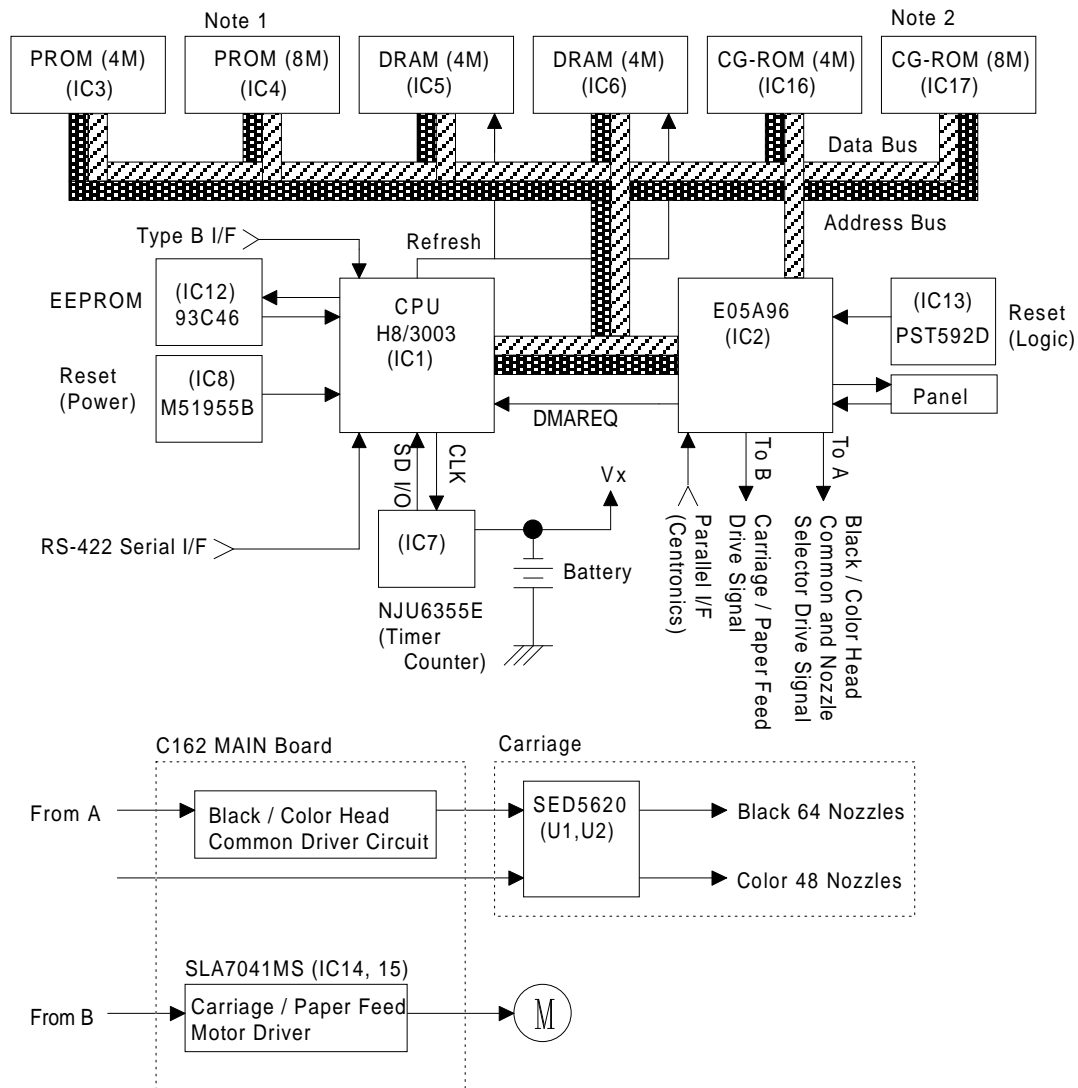 Note 1
Note 2
PROM (4M)
(IC3)
PROM (8M)
(IC4)
DRAM (4M)
(IC5)
DRAM (4M)
(IC6)
CG-ROM (4M)
(IC16)
CG-ROM (8M)
(IC17)
Data Bus
Address Bus
Type B I/F
Refresh
EEPROM
(IC12)
93C46
CPU
H8/3003
(IC1)
E05A96
(IC2)
(IC13)
PST592D
Reset
(Logic)
Reset
(Power)
(IC8)
M51955B
Panel
DMAREQ
SD I/O
CLK
To B
To A
Vx
RS-422 Serial I/F
(IC7)
Battery
NJU6355E
(Timer
Counter)
Parallel I/F
(Centronics)
Carriage / Paper Feed
Drive Signal
Black / Color Head
Common and Nozzle
Selector Drive Signal
C162 MAIN Board
Carriage
From A
Black / Color Head
Common Driver Circuit
SED5620
(U1,U2)
Black 64 Nozzles
Color 48 Nozzles
SLA7041MS (IC14, 15)
From B
Carriage / Paper Feed
Motor Driver
M